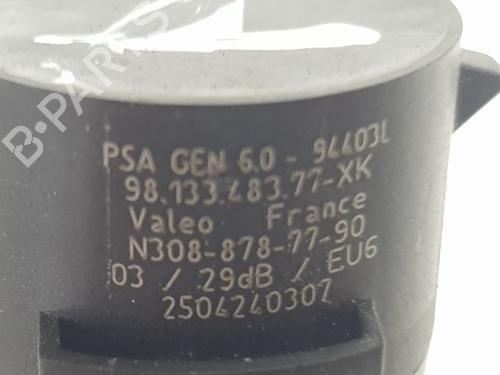 PSA GEN 6.0 - 94403L
98.133.483.77-XK
Valeo France
N308-878-77-90
03 / 29dB / EU6
2504240307